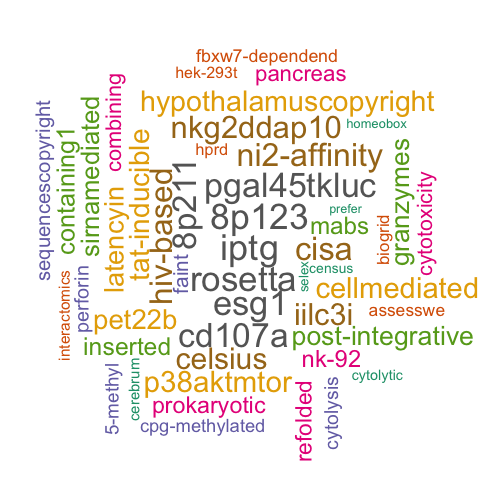 fbxw7-dependend
hek-293t
pancreas
hypothalamuscopyright
nkg2ddap10
homeobox
hprd
ni2-affinity
combining
sequencescopyright
containing1
sirnamediated
tat-inducible
latencyin
hiv-based
8p211
pgal45tkluc
prefer
8p123
mabs
granzymes
biogrid
cytotoxicity
iptg
cisa
faint
rosetta
selex
census
cellmediated
interactomics
perforin
esg1
iilc3i
assesswe
pet22b
cd107a
post-integrative
inserted
celsius
nk-92
5-methyl
cerebrum
p38aktmtor
cytolytic
prokaryotic
refolded
cytolysis
cpg-methylated